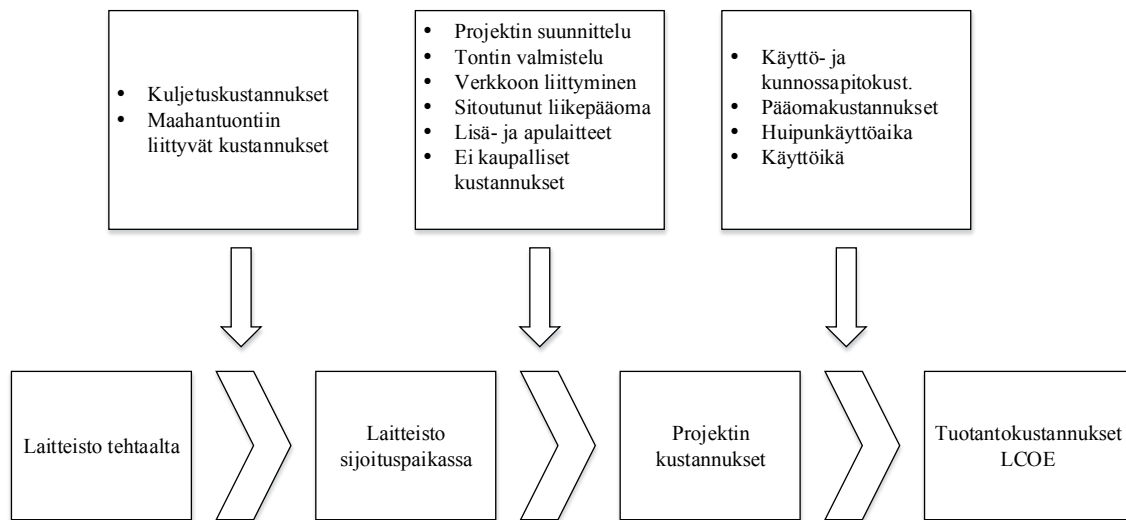 • Kuljetuskustannukset
• Maahantuontiin
liittyvät kustannukset
• Projektin suunnittelu
• Tontin valmistelu
• Verkkoon liittyminen
• Sitoutunut liikepääoma
• Lisä- ja apulaitteet
• Ei kaupalliset
kustannukset
• Käyttö- ja
kunnossapitokust.
• Pääomakustannukset
• Huipunkäyttöaika
• Käyttöikä
Laitteisto tehtaalta
Laitteisto
sijoituspaikassa
Projektin
kustannukset
Tuotantokustannukset
LCOE